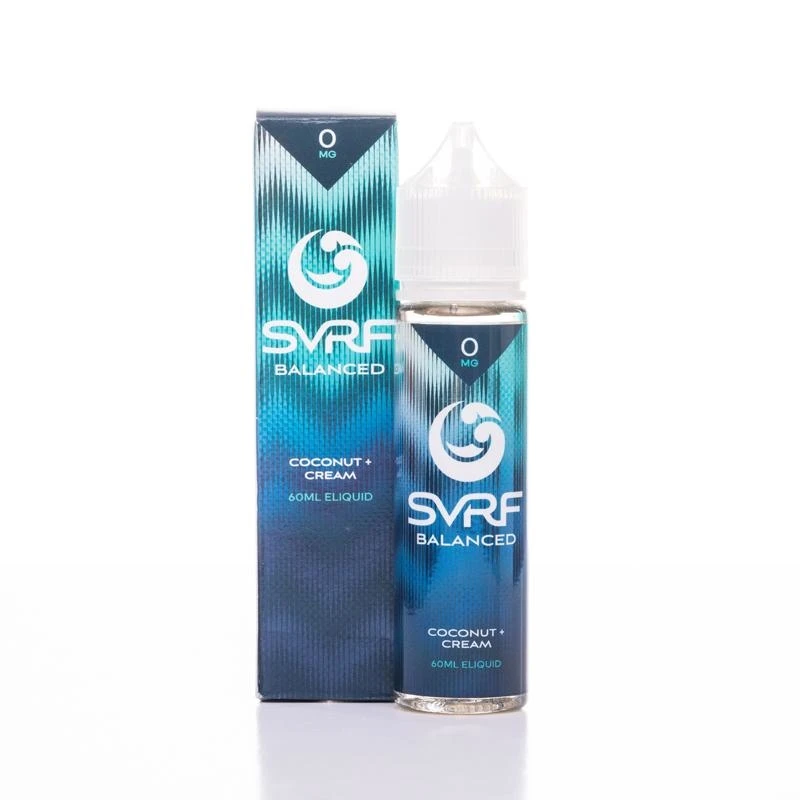 0
MG
SVRF
BALANCED
COCONUT +
CREAM
60ML ELIQUID
0
MG
SVRF
BALANCED
COCONUT +
CREAM
60ML ELIQUID